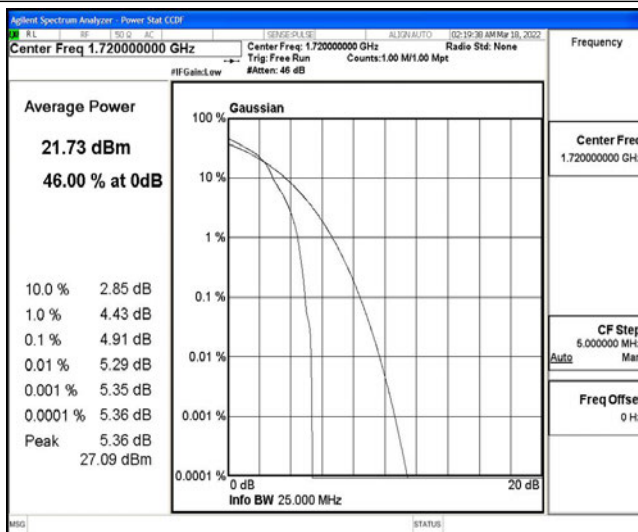 Agilent Spectrum Analyzer - Power Stat CCDF
RL RF 50 Ω AC SENSE:PULSE ALIGN AUTO 02:19:38 AM Mar 18, 2022
Center Freq 1.720000000 GHz
Center Freq: 1.720000000 GHz Radio Std: None
Trig: Free Run Counts:1.00 M/1.00 Mpt
#IFGain:Low #Atten: 46 dB
Frequency
Average Power
21.73 dBm
46.00 % at 0dB
10.0 % 2.85 dB
1.0 % 4.43 dB
0.1 % 4.91 dB
0.01 % 5.29 dB
0.001 % 5.35 dB
0.0001 % 5.36 dB
Peak 5.36 dB
27.09 dBm
Gaussian
100 %
10 %
1 %
0.1 %
0.01 %
0.001 %
0.0001 %
0 dB 20 dB
Info BW 25.000 MHz
Center Freq
1.720000000 GHz
CF Step
5.000000 MHz
Auto Man
Freq Offset
0 Hz
MSG STATUS